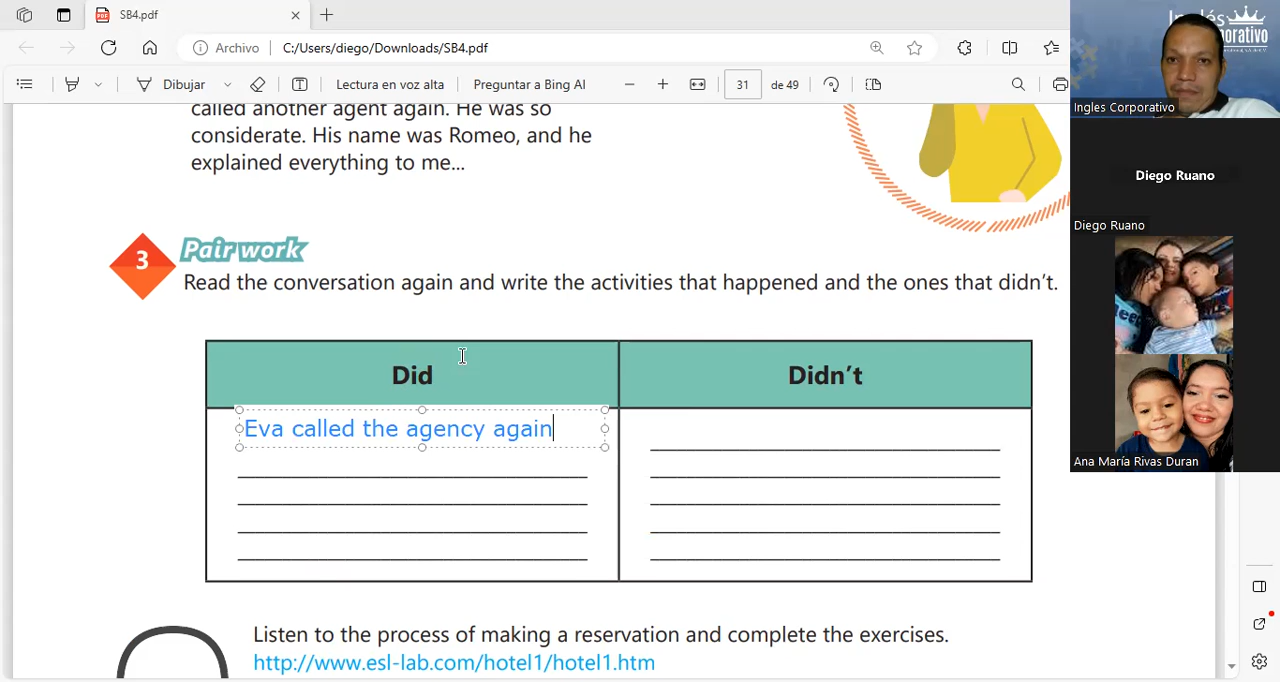 SB4.pdf
Archivo
C:/Users/diego/Downloads/SB4.pdf
Dibujar
Lectura en voz alta
Preguntar a Bing AI
31
de 49
called another agent again. He was so
considerate. His name was Romeo, and he
explained everything to me...
3
Pair work
Read the conversation again and write the activities that happened and the ones that didn't.
Did
Didn't
Eva called the agency again
Listen to the process of making a reservation and complete the exercises.
http://www.esl-lab.com/hotel1/hotel1.htm
Ingles Corporativo
Diego Ruano
Diego Ruano
Ana María Rivas Duran